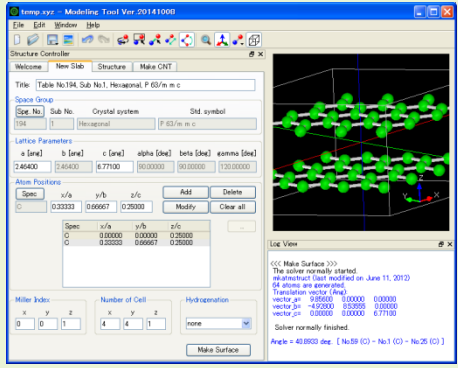 temp.xyz - Modeling Tool Ver.20141008
File Edit Window Help
Structure Controller
Welcome New Slab Structure Make CNT
Title: Table No.194, Sub No.1, Hexagonal, P 63/m m c
Space Group
Spg. No. Sub No. Crystal system Std. symbol
194 1 Hexagonal P 63/m m c
Lattice Parameters
a [ang] b [ang] c [ang] alpha [deg] beta [deg] gamma [deg]
2.46400 2.46400 6.77100 90.00000 90.00000 120.00000
Atom Positions
Spec x/a y/b z/c Add Delete
C 0.33333 0.66667 0.25000 Modify Clear all
Spec x/a y/b z/c ...
C 0.00000 0.00000 0.25000
C 0.33333 0.66667 0.25000
Miller Index Number of Cell Hydrogenation
x y z x y z
0 0 1 4 4 1 none
Make Surface
Z
Y X
Log View
<<< Make Surface >>>
The solver normally started.
mkatmstruct (last modified on June 11, 2012)
64 atoms are generated.
Translation vector (Ang)
vector_a= 9.85600 0.00000 0.00000
vector_b= -4.92800 8.53555 0.00000
vector_c= 0.00000 0.00000 6.77100
Solver normally finished.
Angle = 40.8933 deg. [ No.59 (C) - No.1 (C) - No.25 (C) ]